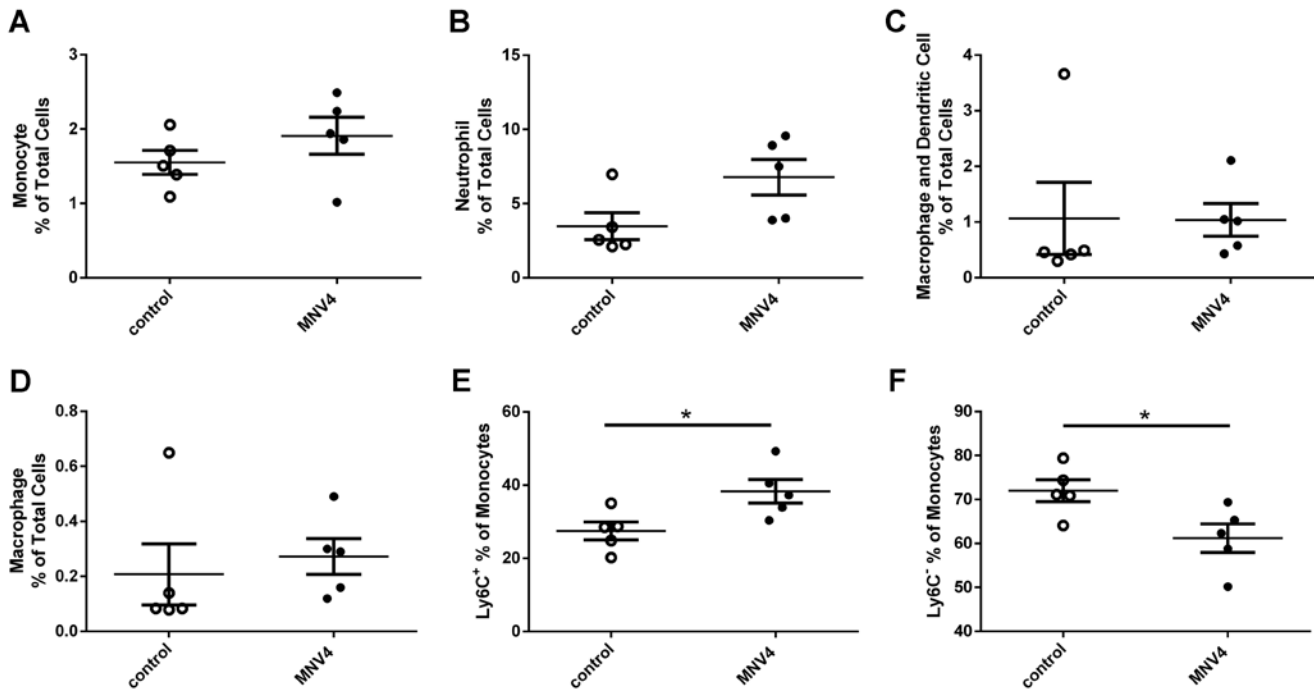 A
Monocyte
% of Total Cells
3
2
1
0
control
MNV4
B
Neutrophil
% of Total Cells
15
10
5
0
control
MNV4
C
Macrophage and Dendritic Cell
% of Total Cells
4
3
2
1
0
control
MNV4
D
Macrophage
% of Total Cells
0.8
0.6
0.4
0.2
0.0
control
MNV4
E
Ly6C⁺ % of Monocytes
60
40
20
0
*
control
MNV4
F
Ly6C⁻ % of Monocytes
90
80
70
60
50
40
*
control
MNV4